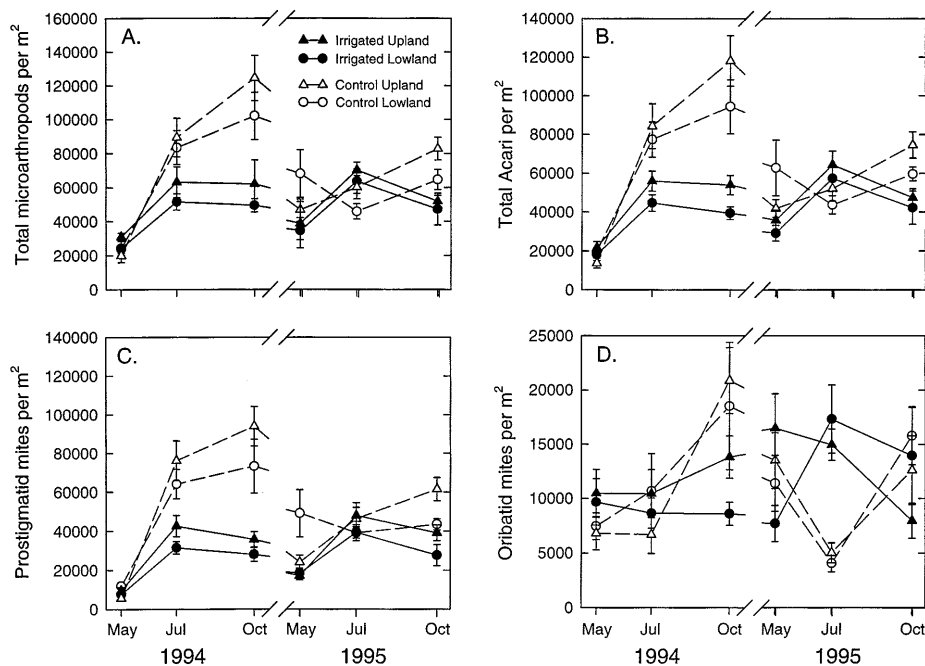 A.
Total microarthropods per m²
160000
140000
120000
100000
80000
60000
40000
20000
0
Irrigated Upland
Irrigated Lowland
Control Upland
Control Lowland
B.
Total Acari per m²
140000
120000
100000
80000
60000
40000
20000
0
C.
Prostigmatid mites per m²
140000
120000
100000
80000
60000
40000
20000
0
May Jul Oct May Jul Oct
1994 1995
D.
Oribatid mites per m²
25000
20000
15000
10000
5000
0
May Jul Oct May Jul Oct
1994 1995